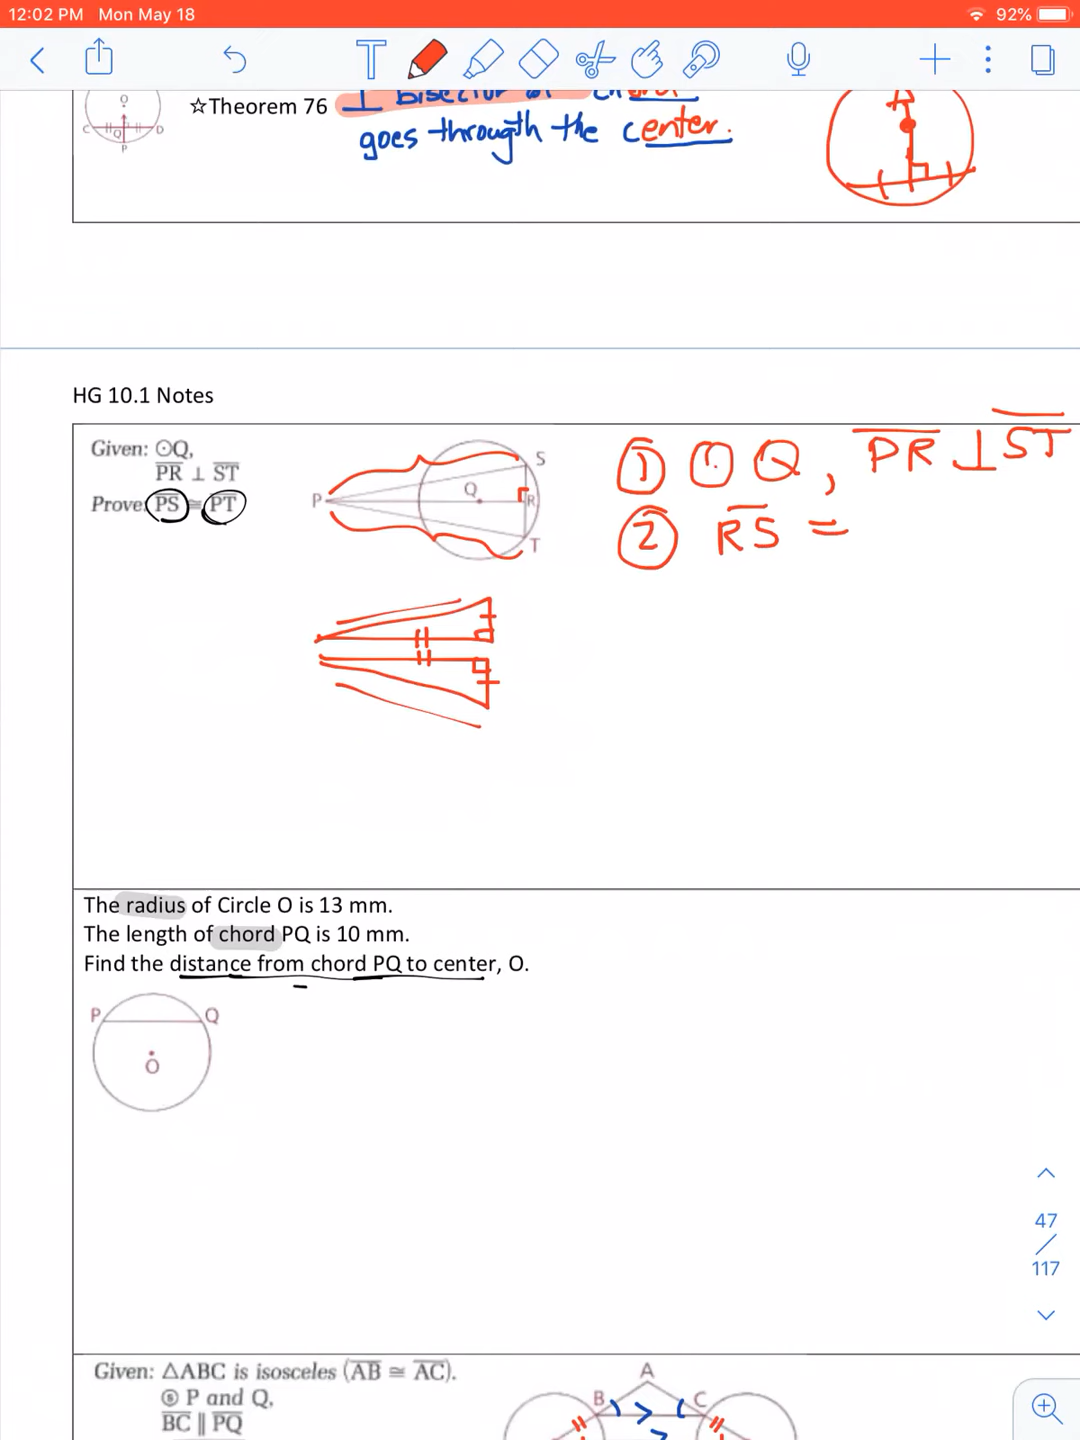 12:02 PM Mon May 18 92%
T
O
C Q D
P
☆Theorem 76 ⊥ bisector of chord
goes through the center.
HG 10.1 Notes
Given: ⊙Q,
PR ⊥ ST
Prove: PS ≅ PT
P Q R S T
① ⊙ Q, PR ⊥ ST
② RS =
The radius of Circle O is 13 mm.
The length of chord PQ is 10 mm.
Find the distance from chord PQ to center, O.
P Q
O
47
/
117
Given: △ABC is isosceles (AB ≅ AC).
Ⓢ P and Q,
BC ∥ PQ
A
B C